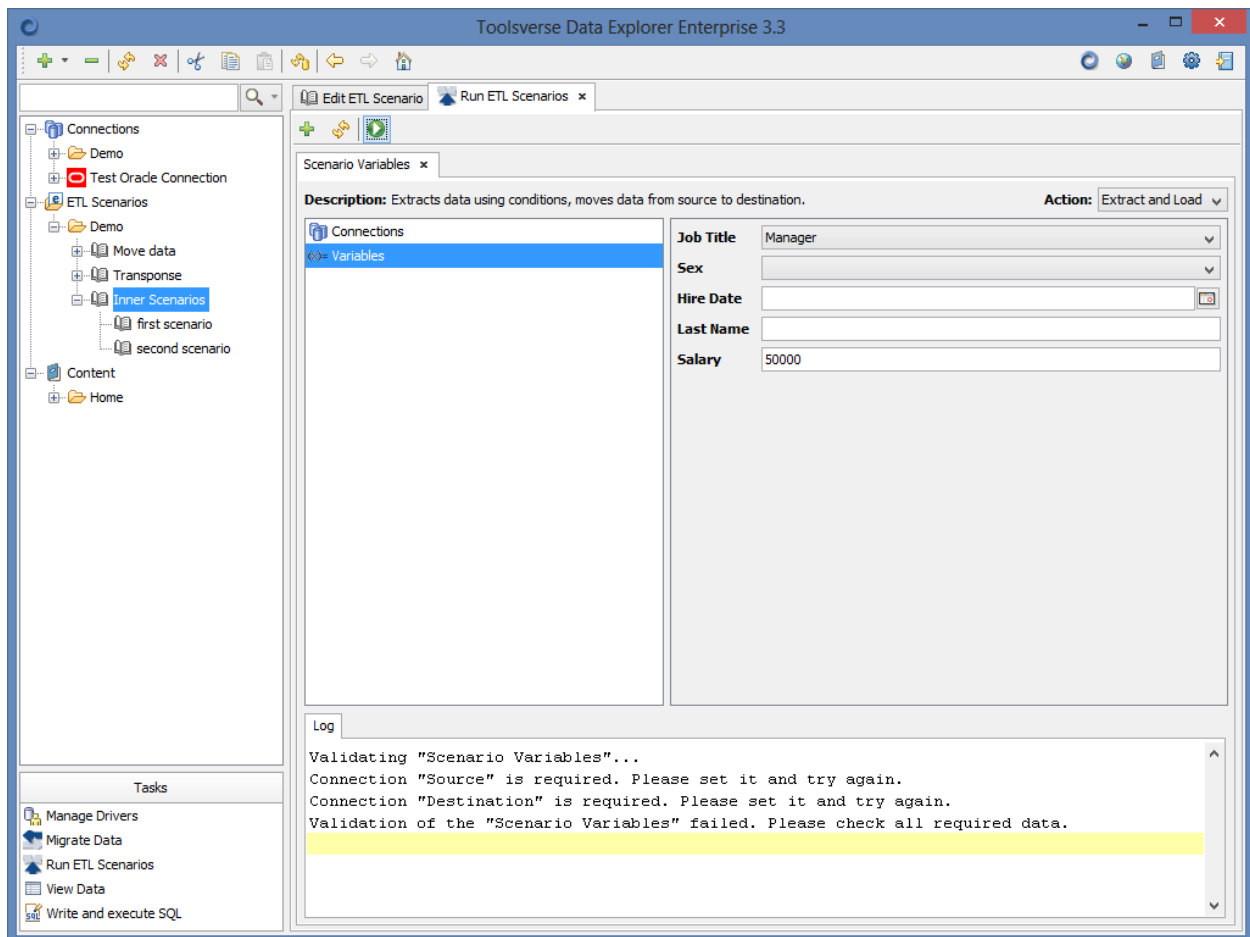 Toolsverse Data Explorer Enterprise 3.3
Edit ETL Scenario
Run ETL Scenarios
Connections
Demo
Test Oracle Connection
ETL Scenarios
Demo
Move data
Transponse
Inner Scenarios
first scenario
second scenario
Content
Home
Tasks
Manage Drivers
Migrate Data
Run ETL Scenarios
View Data
Write and execute SQL
Scenario Variables
Description: Extracts data using conditions, moves data from source to destination.
Action: Extract and Load
Connections
(x)= Variables
Job Title Manager
Sex
Hire Date
Last Name
Salary 50000
Log
Validating "Scenario Variables"...
Connection "Source" is required. Please set it and try again.
Connection "Destination" is required. Please set it and try again.
Validation of the "Scenario Variables" failed. Please check all required data.